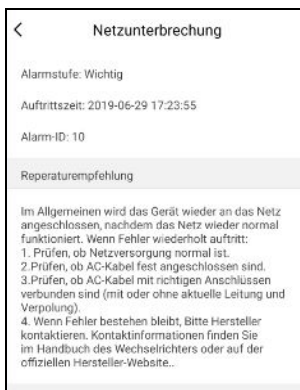 Netzunterbrechung
Alarmstufe: Wichtig
Auftrittszeit: 2019-06-29 17:23:55
Alarm-ID: 10
Reperaturempfehlung
Im Allgemeinen wird das Gerät wieder an das Netz
angeschlossen, nachdem das Netz wieder normal
funktioniert. Wenn Fehler wiederholt auftritt:
1. Prüfen, ob Netzversorgung normal ist.
2.Prüfen, ob AC-Kabel fest angeschlossen sind.
3.Prüfen, ob AC-Kabel mit richtigen Anschlüssen
verbunden sind (mit oder ohne aktuelle Leitung und
Verpolung).
4. Wenn Fehler bestehen bleibt, Bitte Hersteller
kontaktieren. Kontaktinformationen finden Sie
im Handbuch des Wechselrichters oder auf der
offiziellen Hersteller-Website..